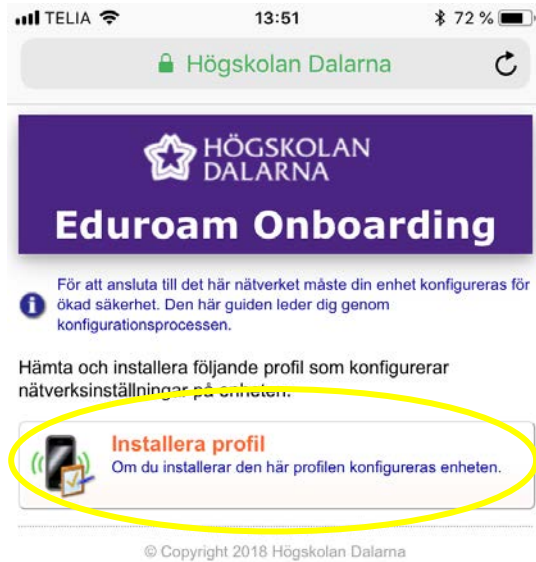 TELIA 13:51 72 %
Högskolan Dalarna
HÖGSKOLAN
DALARNA
Eduroam Onboarding
För att ansluta till det här nätverket måste din enhet konfigureras för
ökad säkerhet. Den här guiden leder dig genom
konfigurationsprocessen.
Hämta och installera följande profil som konfigurerar
nätverksinställningar på enheten.
Installera profil
Om du installerar den här profilen konfigureras enheten.
© Copyright 2018 Högskolan Dalarna